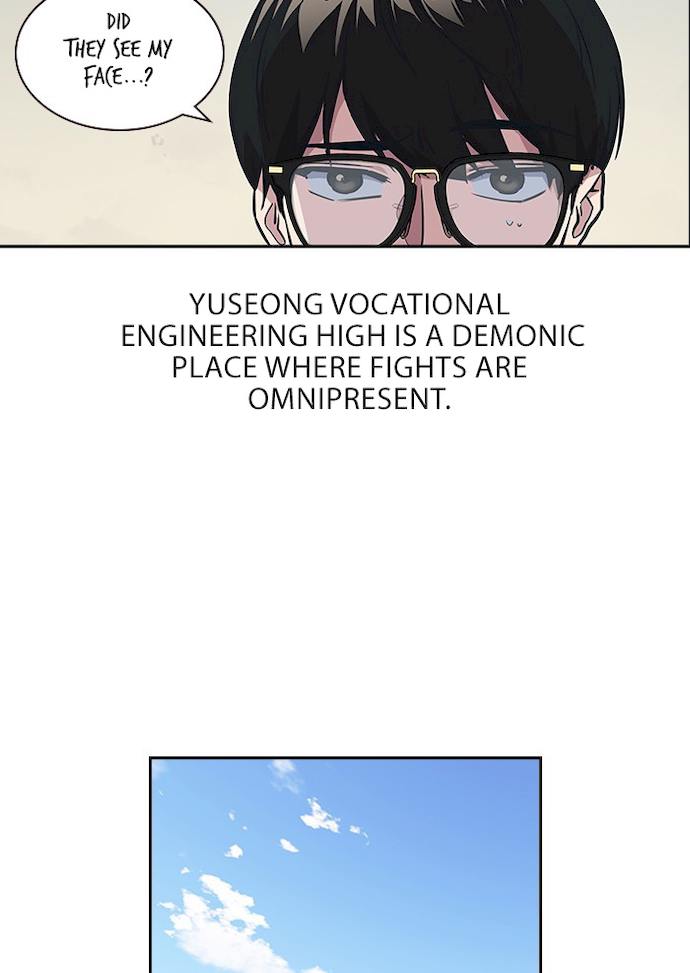 DID
THEY SEE MY
FACE...?
YUSEONG VOCATIONAL
ENGINEERING HIGH IS A DEMONIC
PLACE WHERE FIGHTS ARE
OMNIPRESENT.